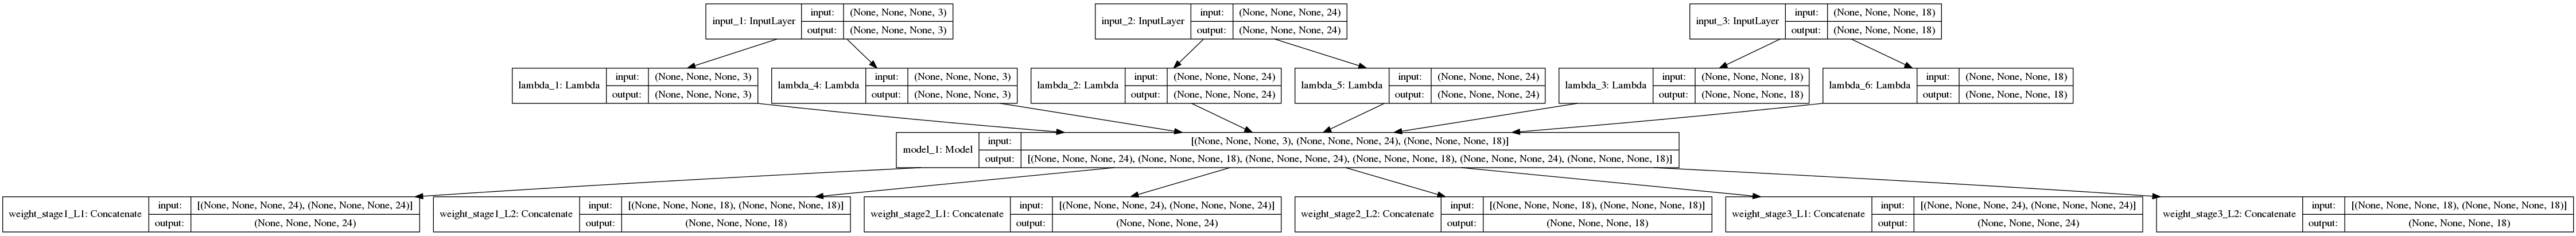 input_1: InputLayer input: (None, None, None, 3) output: (None, None, None, 3)
input_2: InputLayer input: (None, None, None, 24) output: (None, None, None, 24)
input_3: InputLayer input: (None, None, None, 18) output: (None, None, None, 18)
lambda_1: Lambda input: (None, None, None, 3) output: (None, None, None, 3)
lambda_4: Lambda input: (None, None, None, 3) output: (None, None, None, 3)
lambda_2: Lambda input: (None, None, None, 24) output: (None, None, None, 24)
lambda_5: Lambda input: (None, None, None, 24) output: (None, None, None, 24)
lambda_3: Lambda input: (None, None, None, 18) output: (None, None, None, 18)
lambda_6: Lambda input: (None, None, None, 18) output: (None, None, None, 18)
model_1: Model input: [(None, None, None, 3), (None, None, None, 24), (None, None, None, 18)] output: [(None, None, None, 24), (None, None, None, 18), (None, None, None, 24), (None, None, None, 18), (None, None, None, 24), (None, None, None, 18)]
weight_stage1_L1: Concatenate input: [(None, None, None, 24), (None, None, None, 24)] output: (None, None, None, 24)
weight_stage1_L2: Concatenate input: [(None, None, None, 18), (None, None, None, 18)] output: (None, None, None, 18)
weight_stage2_L1: Concatenate input: [(None, None, None, 24), (None, None, None, 24)] output: (None, None, None, 24)
weight_stage2_L2: Concatenate input: [(None, None, None, 18), (None, None, None, 18)] output: (None, None, None, 18)
weight_stage3_L1: Concatenate input: [(None, None, None, 24), (None, None, None, 24)] output: (None, None, None, 24)
weight_stage3_L2: Concatenate input: [(None, None, None, 18), (None, None, None, 18)] output: (None, None, None, 18)